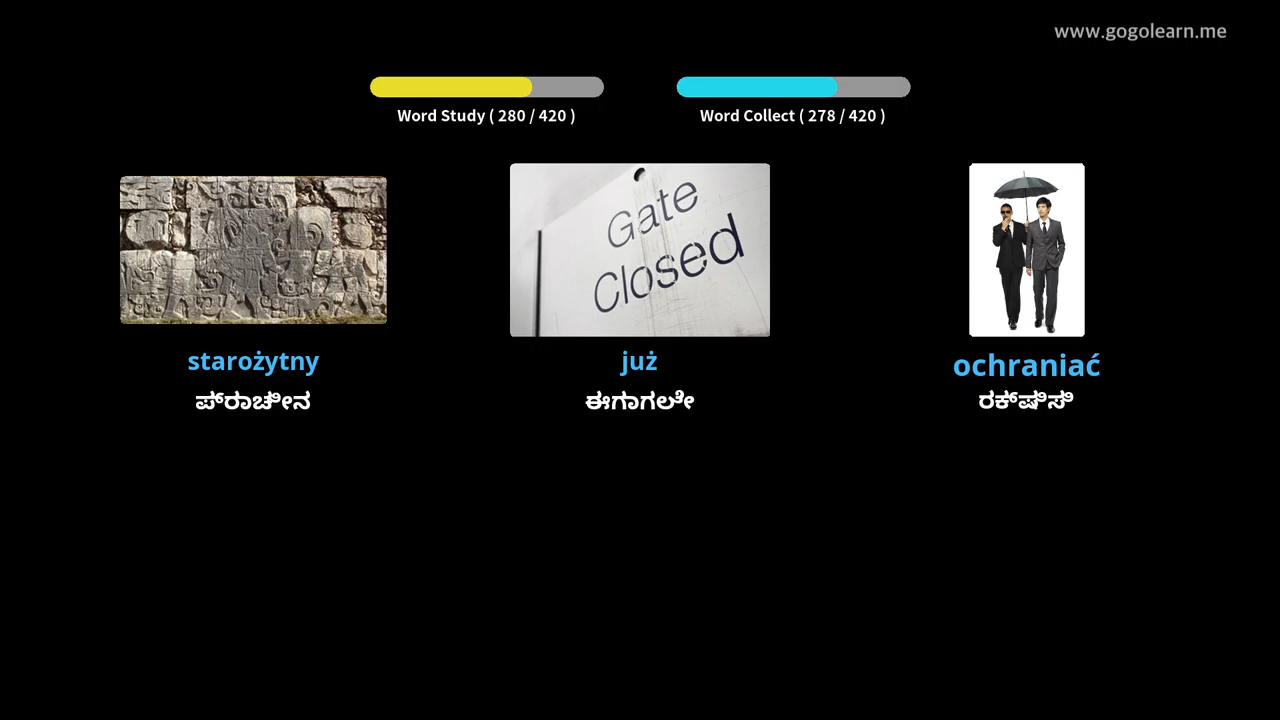 www.gogolearn.me
Word Study ( 280 / 420 )
Word Collect ( 278 / 420 )
Gate
Closed
starożytny
już
ochraniać
ಪ್ರಾಚೀನ
ಈಗಾಗಲೇ
ರಕ್ಷಿಸಿ